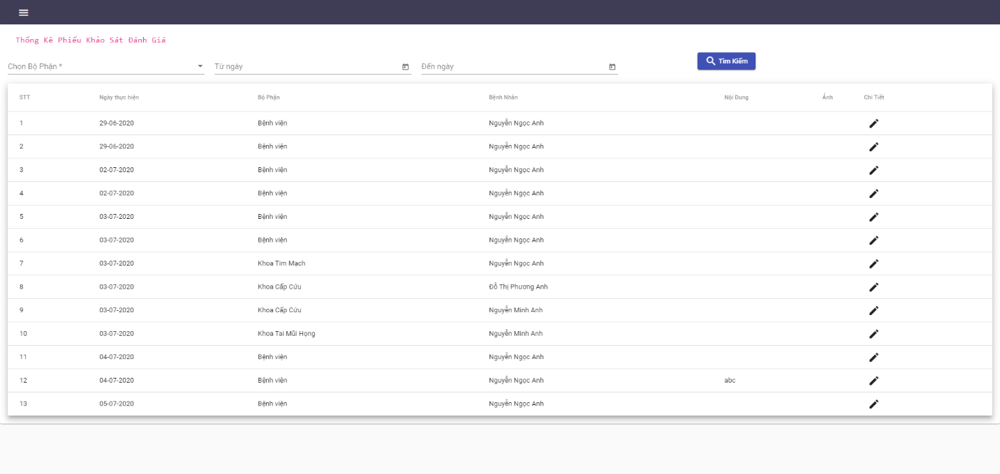 Thống Kê Phiếu Khảo Sát Đánh Giá
Chọn Bộ Phận * Từ ngày Đến ngày Tìm Kiếm
STT Ngày thực hiện Bộ Phận Bệnh Nhân Nội Dung Ảnh Chi Tiết
1 29-06-2020 Bệnh viện Nguyễn Ngọc Anh
2 29-06-2020 Bệnh viện Nguyễn Ngọc Anh
3 02-07-2020 Bệnh viện Nguyễn Ngọc Anh
4 02-07-2020 Bệnh viện Nguyễn Ngọc Anh
5 03-07-2020 Bệnh viện Nguyễn Ngọc Anh
6 03-07-2020 Bệnh viện Nguyễn Ngọc Anh
7 03-07-2020 Khoa Tim Mạch Nguyễn Ngọc Anh
8 03-07-2020 Khoa Cấp Cứu Đỗ Thị Phương Anh
9 03-07-2020 Khoa Cấp Cứu Nguyễn Minh Anh
10 03-07-2020 Khoa Tai Mũi Họng Nguyễn Minh Anh
11 04-07-2020 Bệnh viện Nguyễn Ngọc Anh
12 04-07-2020 Bệnh viện Nguyễn Ngọc Anh abc
13 05-07-2020 Bệnh viện Nguyễn Ngọc Anh